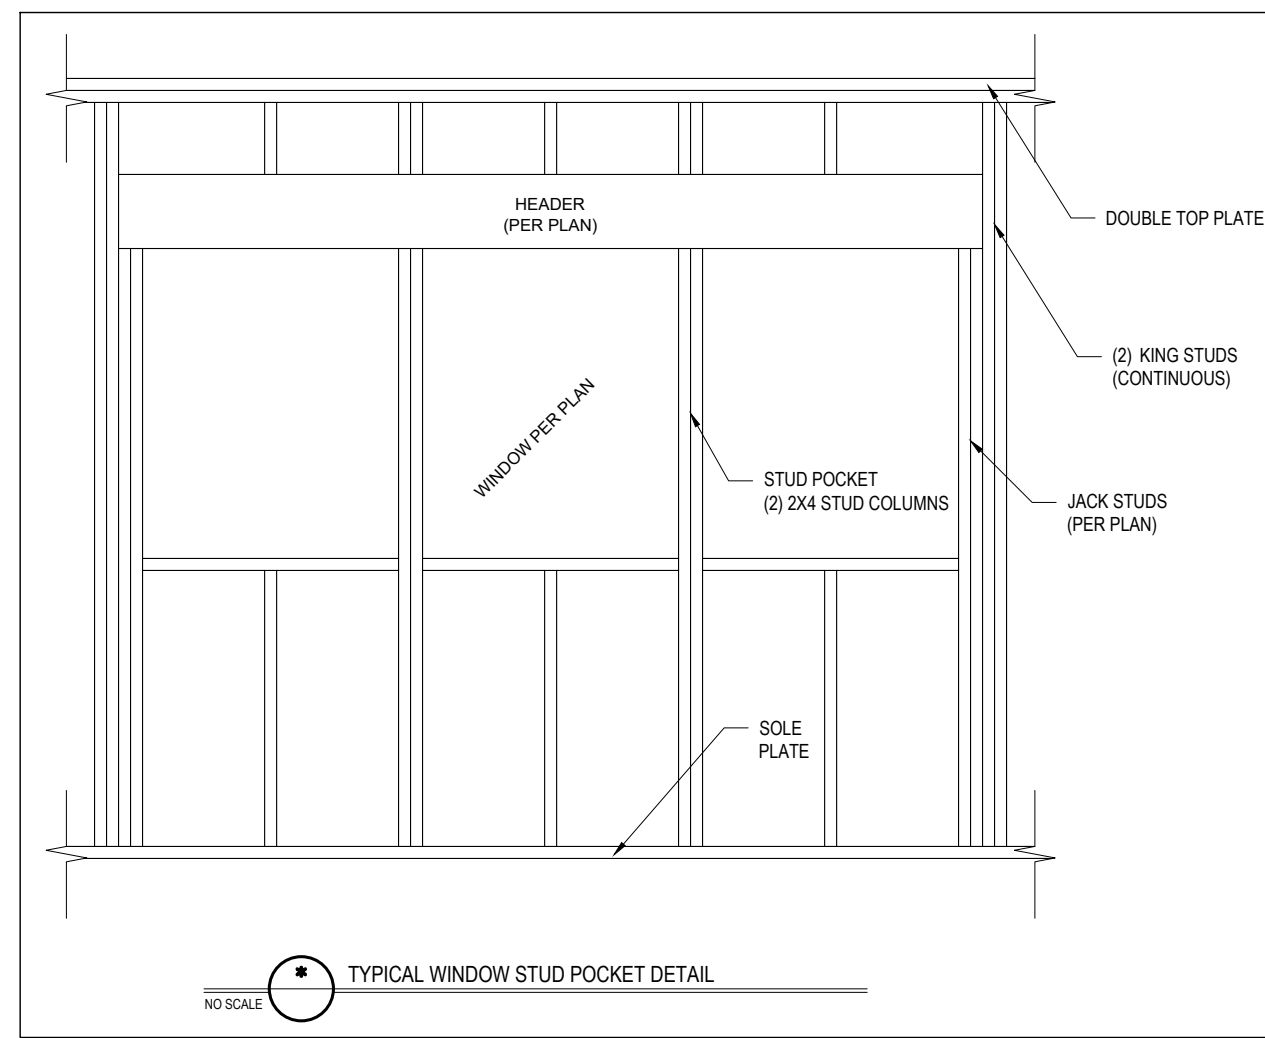 HEADER
(PER PLAN)
DOUBLE TOP PLATE
(2) KING STUDS
(CONTINUOUS)
WINDOW PER PLAN
STUD POCKET
(2) 2X4 STUD COLUMNS
JACK STUDS
(PER PLAN)
SOLE
PLATE
*
TYPICAL WINDOW STUD POCKET DETAIL
NO SCALE